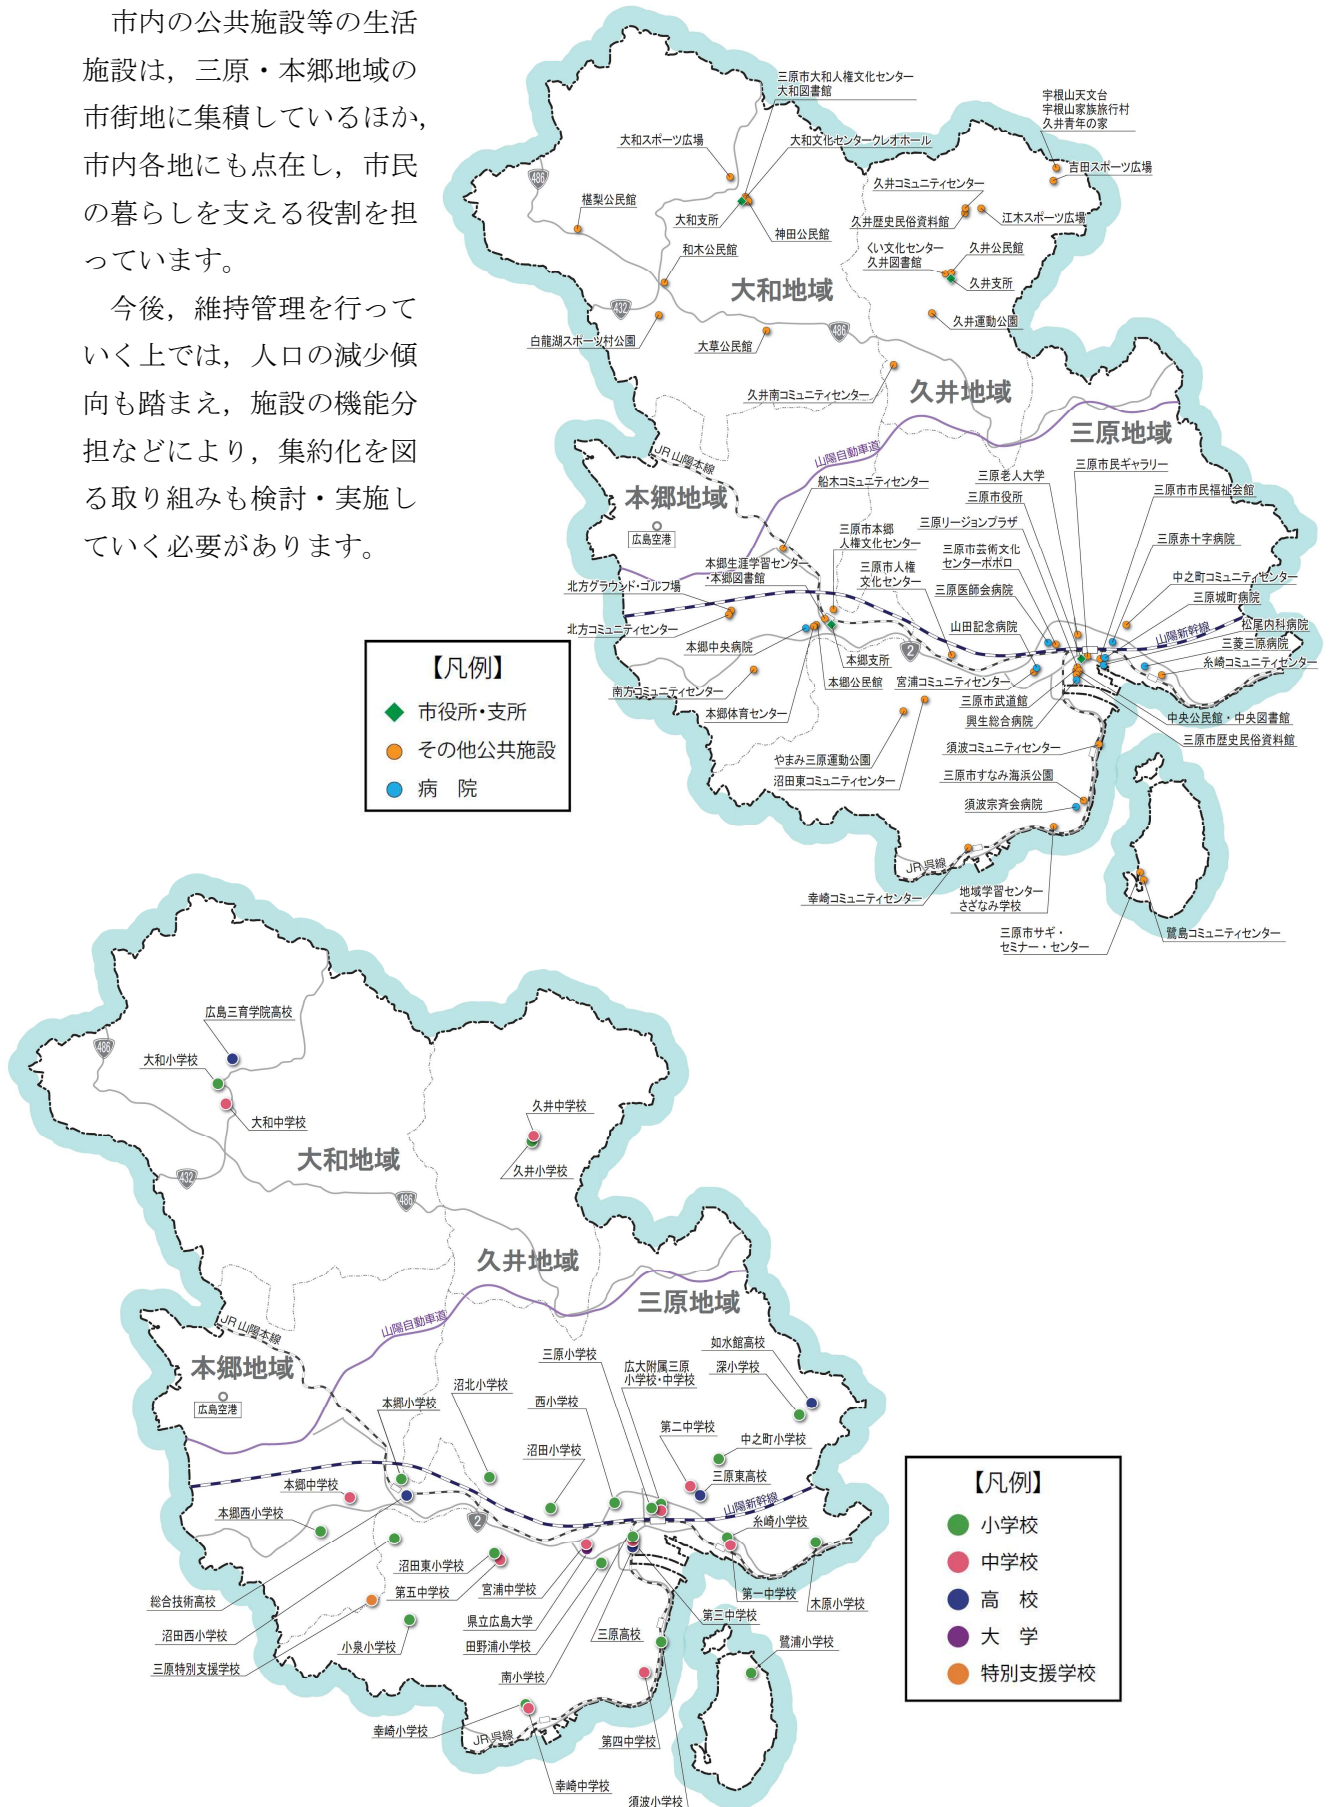 市内の公共施設等の生活
施設は，三原・本郷地域の
市街地に集積しているほか，
市内各地にも点在し，市民
の暮らしを支える役割を担
っています。
今後，維持管理を行って
いく上では，人口の減少傾
向も踏まえ，施設の機能分
担などにより，集約化を図
る取り組みも検討・実施し
ていく必要があります。
三原市大和人権文化センター
大和図書館
宇根山天文台
宇根山家族旅行村
久井青年の家
大和スポーツ広場
大和文化センタークレオホール
吉田スポーツ広場
486
椹梨公民館
久井コミュニティセンター
大和支所
神田公民館
久井歴史民俗資料館
江木スポーツ広場
和木公民館
くい文化センター
久井図書館
久井公民館
久井支所
大和地域
432
486
久井運動公園
白龍湖スポーツ村公園
大草公民館
久井南コミュニティセンター
久井地域
三原地域
JR山陽本線
山陽自動車道
船木コミュニティセンター
三原老人大学
三原市民ギャラリー
本郷地域
広島空港
三原市役所
三原市市民福祉会館
三原市本郷
人権文化センター
三原リージョンプラザ
三原赤十字病院
本郷生涯学習センター
・本郷図書館
三原市人権
文化センター
三原市芸術文化
センターポポロ
中之町コミュニティセンター
北方グラウンド・ゴルフ場
三原医師会病院
三原城町病院
北方コミュニティセンター
山田記念病院
山陽新幹線
松尾内科病院
三菱三原病院
本郷中央病院
本郷支所
2
糸崎コミュニティセンター
南方コミュニティセンター
本郷公民館
宮浦コミュニティセンター
本郷体育センター
三原市武道館
中央公民館・中央図書館
興生総合病院
三原市歴史民俗資料館
やまみ三原運動公園
須波コミュニティセンター
沼田東コミュニティセンター
三原市すなみ海浜公園
須波宗斉会病院
JR呉線
幸崎コミュニティセンター
地域学習センター
さざなみ学校
三原市サギ・
セミナー・センター
鷺島コミュニティセンター
【凡例】
市役所・支所
その他公共施設
病　院
広島三育学院高校
486
大和小学校
大和中学校
久井中学校
大和地域
久井小学校
432
486
久井地域
三原地域
JR山陽本線
山陽自動車道
本郷地域
広島空港
三原小学校
広大附属三原
小学校・中学校
如水館高校
深小学校
本郷小学校
沼北小学校
西小学校
第二中学校
中之町小学校
沼田小学校
三原東高校
本郷中学校
山陽新幹線
本郷西小学校
2
糸崎小学校
沼田東小学校
第五中学校
宮浦中学校
第一中学校
木原小学校
総合技術高校
県立広島大学
第三中学校
沼田西小学校
小泉小学校
田野浦小学校
三原高校
鷺浦小学校
三原特別支援学校
南小学校
幸崎小学校
JR呉線
第四中学校
幸崎中学校
須波小学校
【凡例】
小学校
中学校
高　校
大　学
特別支援学校